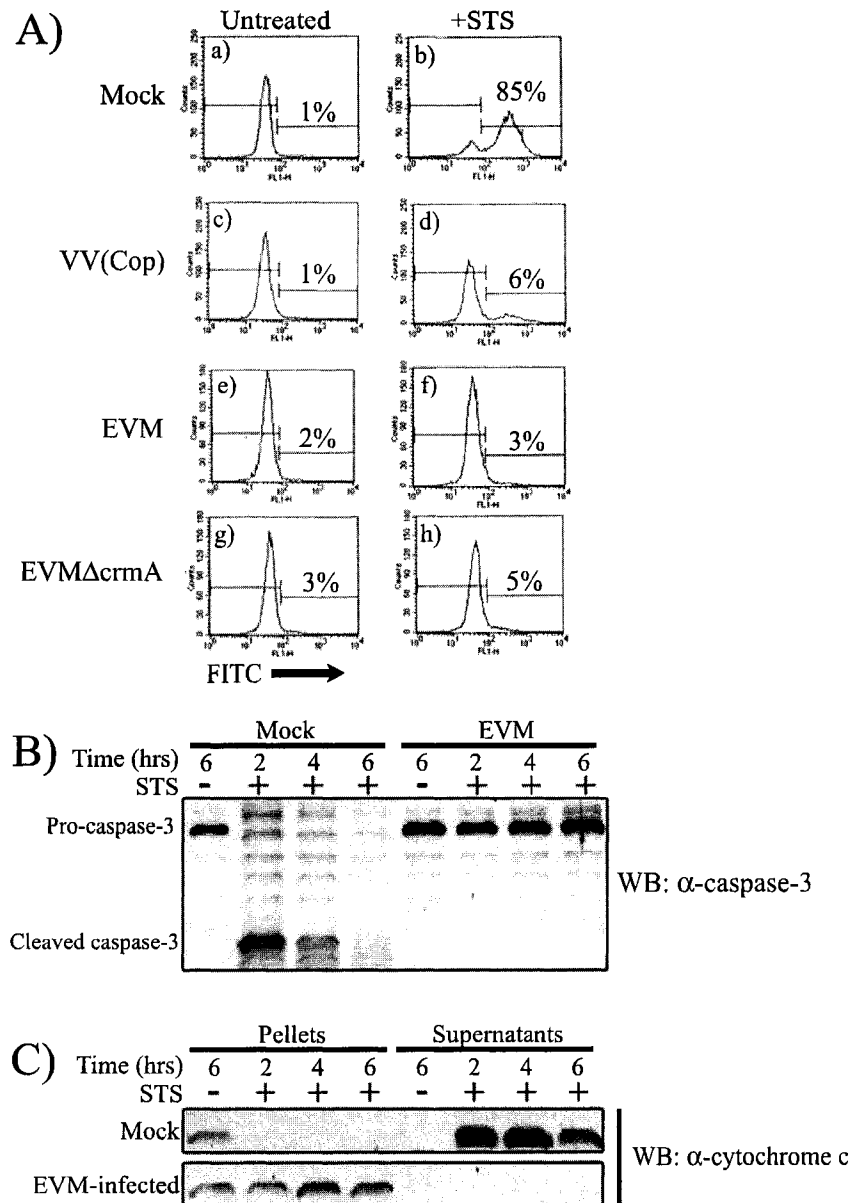 A)
Untreated +STS
Mock
a) 1%
b) 85%
VV(Cop)
c) 1%
d) 6%
EVM
e) 2%
f) 3%
EVMΔcrmA
g) 3%
h) 5%
Counts
FL1-H
FITC
B)
Mock EVM
Time (hrs) 6 2 4 6 6 2 4 6
STS - + + + - + + +
Pro-caspase-3
Cleaved caspase-3
WB: α-caspase-3
C)
Pellets Supernatants
Time (hrs) 6 2 4 6 6 2 4 6
STS - + + + - + + +
Mock
EVM-infected
WB: α-cytochrome c